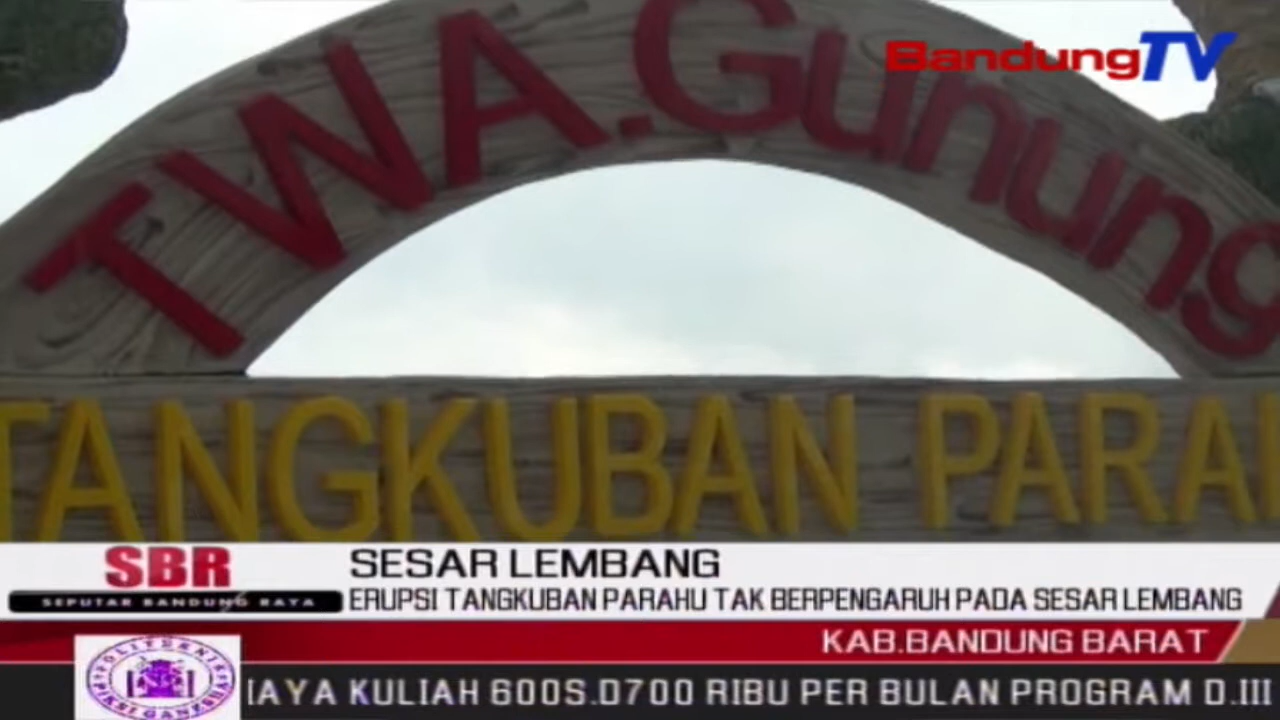 BandungTV
TWA.Gunung
TANGKUBAN PARAH
SBR
SEPUTAR BANDUNG RAYA
SESAR LEMBANG
ERUPSI TANGKUBAN PARAHU TAK BERPENGARUH PADA SESAR LEMBANG
KAB.BANDUNG BARAT
IAYA KULIAH 600S.D700 RIBU PER BULAN PROGRAM D.III